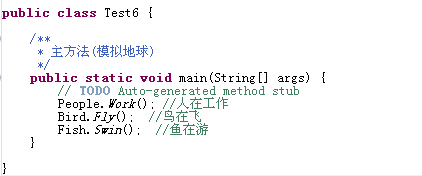 public class Test6 {
/**
* 主方法(模拟地球)
*/
public static void main(String[] args) {
// TODO Auto-generated method stub
People.Work(); //人在工作
Bird.Fly(); //鸟在飞
Fish.Swin(); //鱼在游
}
}